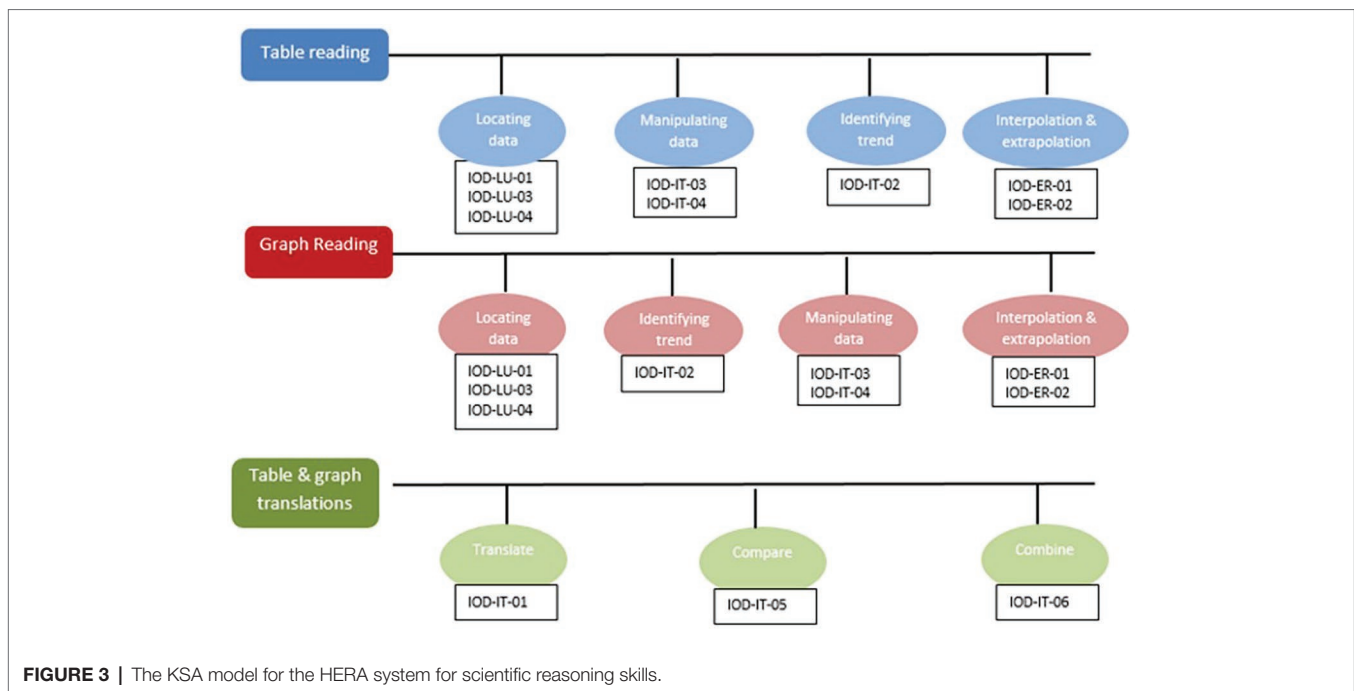 Table reading
Locating
data
IOD-LU-01
IOD-LU-03
IOD-LU-04
Manipulating
data
IOD-IT-03
IOD-IT-04
Identifying
trend
IOD-IT-02
Interpolation &
extrapolation
IOD-ER-01
IOD-ER-02
Graph Reading
Locating
data
IOD-LU-01
IOD-LU-03
IOD-LU-04
Identifying
trend
IOD-IT-02
Manipulating
data
IOD-IT-03
IOD-IT-04
Interpolation &
extrapolation
IOD-ER-01
IOD-ER-02
Table & graph
translations
Translate
IOD-IT-01
Compare
IOD-IT-05
Combine
IOD-IT-06
FIGURE 3 | The KSA model for the HERA system for scientific reasoning skills.